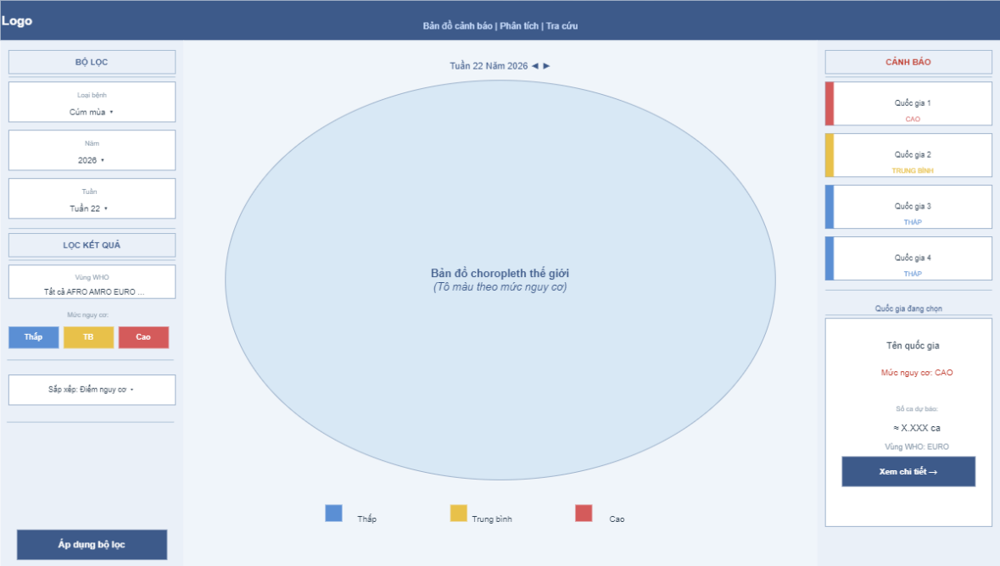 Logo
Bản đồ cảnh báo | Phân tích | Tra cứu
BỘ LỌC
Loại bệnh
Cúm mùa ▾
Năm
2026 ▾
Tuần
Tuần 22 ▾
LỌC KẾT QUẢ
Vùng WHO
Tất cả AFRO AMRO EURO ...
Mức nguy cơ:
Thấp
TB
Cao
Sắp xếp: Điểm nguy cơ ▾
Áp dụng bộ lọc
Tuần 22 Năm 2026 ◄ ►
Bản đồ choropleth thế giới
(Tô màu theo mức nguy cơ)
Thấp
Trung bình
Cao
CẢNH BÁO
Quốc gia 1
CAO
Quốc gia 2
TRUNG BÌNH
Quốc gia 3
THẤP
Quốc gia 4
THẤP
Quốc gia đang chọn
Tên quốc gia
Mức nguy cơ: CAO
Số ca dự báo:
≈ X.XXX ca
Vùng WHO: EURO
Xem chi tiết →